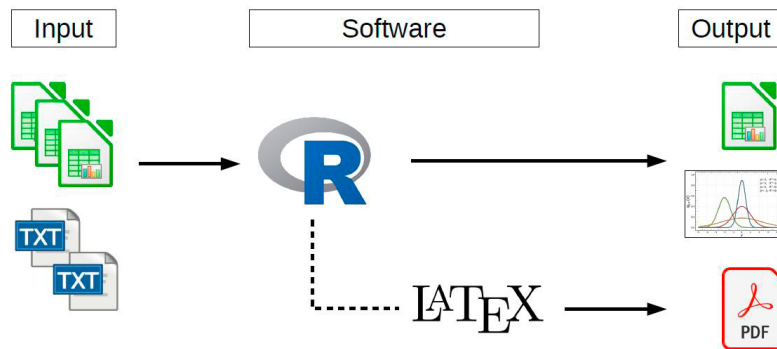 Input
Software
Output
TXT
TXT
R
LATEX
PDF